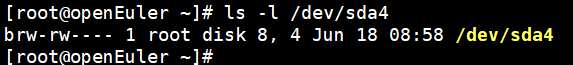 [root@openEuler ~]# ls -l /dev/sda4
brw-rw---- 1 root disk 8, 4 Jun 18 08:58 /dev/sda4
[root@openEuler ~]#